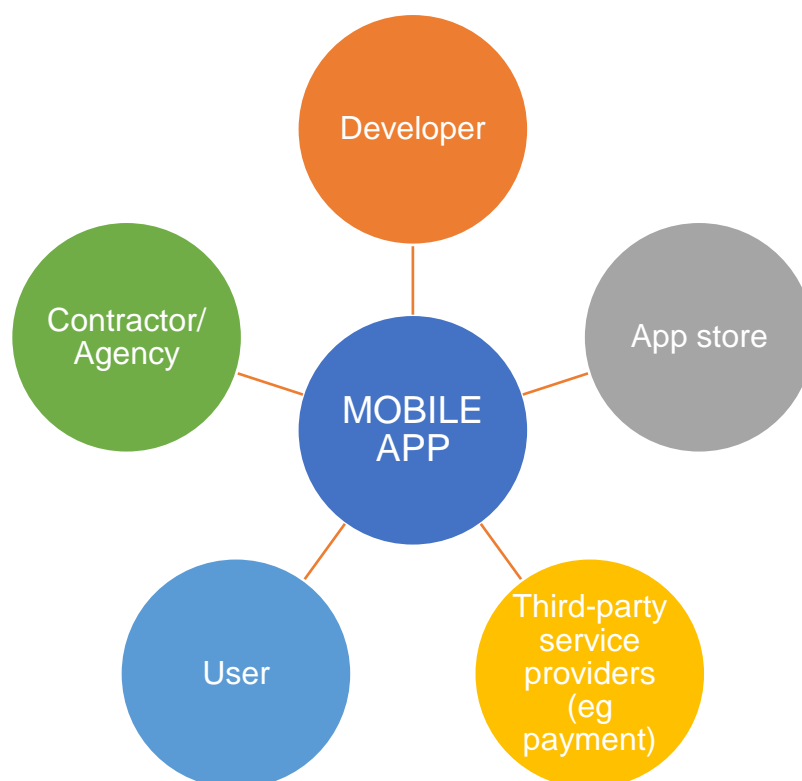 Developer
Contractor/
Agency
App store
MOBILE
APP
User
Third-party
service
providers
(eg
payment)